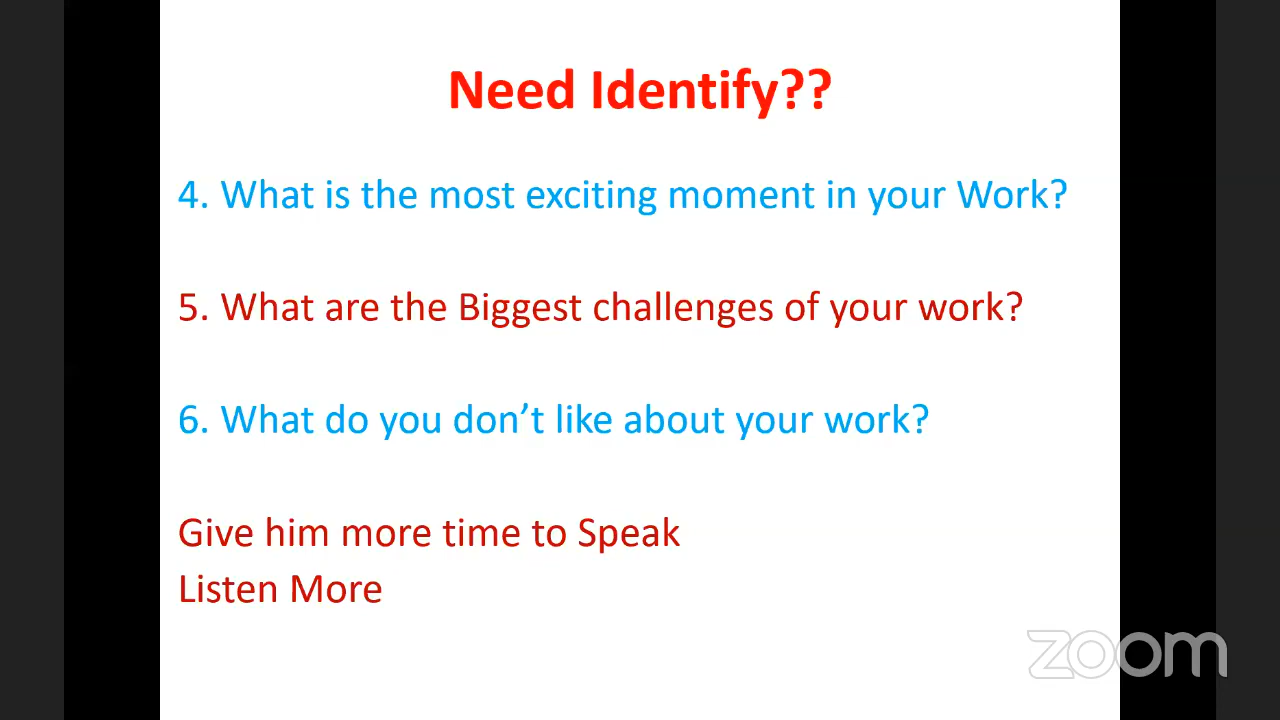 Need Identify??
4. What is the most exciting moment in your Work?
5. What are the Biggest challenges of your work?
6. What do you don’t like about your work?
Give him more time to Speak
Listen More
zoom